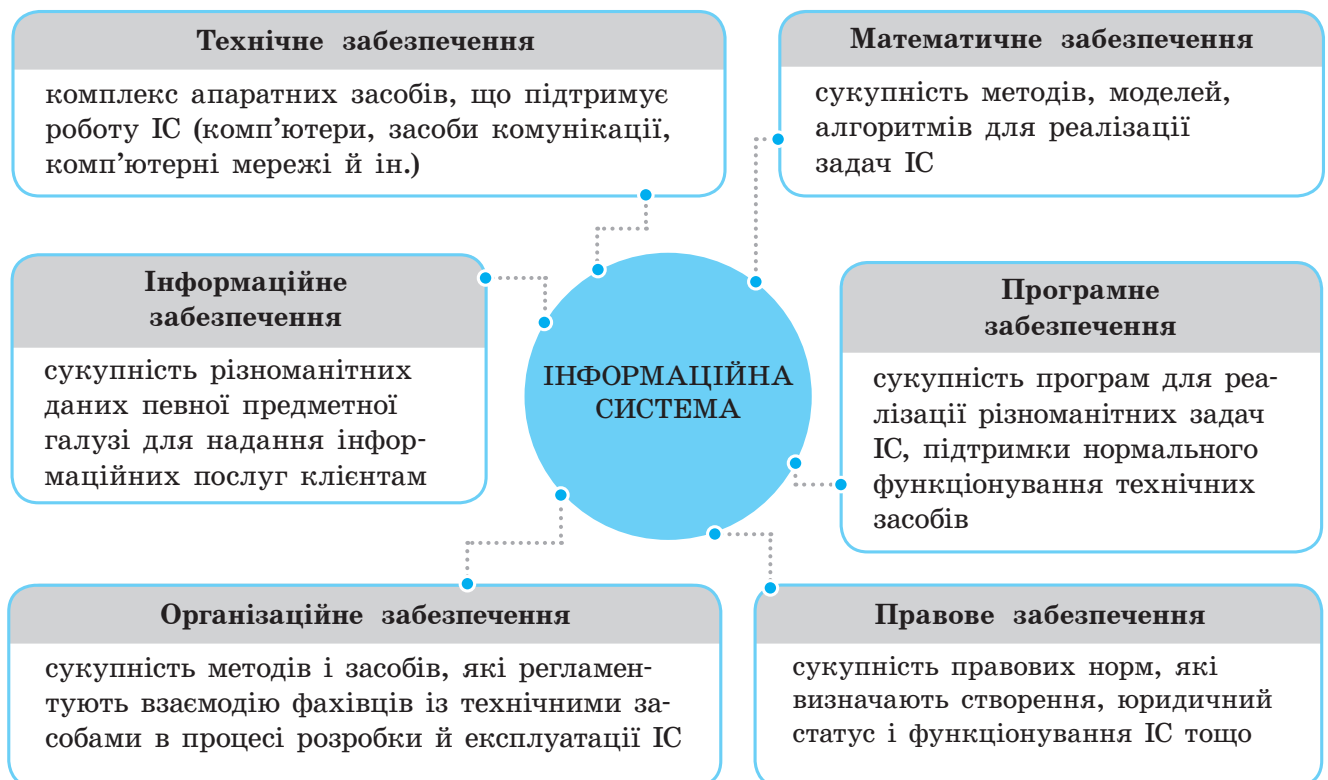 Технічне забезпечення
комплекс апаратних засобів, що підтримує
роботу ІС (комп’ютери, засоби комунікації,
комп’ютерні мережі й ін.)
Математичне забезпечення
сукупність методів, моделей,
алгоритмів для реалізації
задач ІС
Інформаційне
забезпечення
сукупність різноманітних
даних певної предметної
галузі для надання інфор-
маційних послуг клієнтам
ІНФОРМАЦІЙНА
СИСТЕМА
Програмне
забезпечення
сукупність програм для реа-
лізації різноманітних задач
ІС, підтримки нормального
функціонування технічних
засобів
Організаційне забезпечення
сукупність методів і засобів, які регламен-
тують взаємодію фахівців із технічними за-
собами в процесі розробки й експлуатації ІС
Правове забезпечення
сукупність правових норм, які
визначають створення, юридичний
статус і функціонування ІС тощо